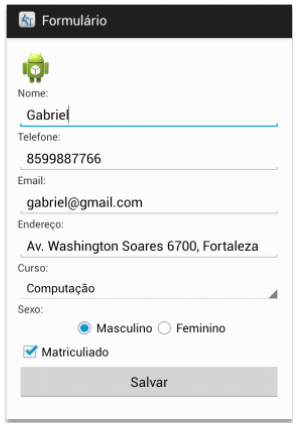 Formulário
Nome:
Gabriel
Telefone:
8599887766
Email:
gabriel@gmail.com
Endereço:
Av. Washington Soares 6700, Fortaleza
Curso:
Computação
Sexo:
Masculino Feminino
Matriculiado
Salvar